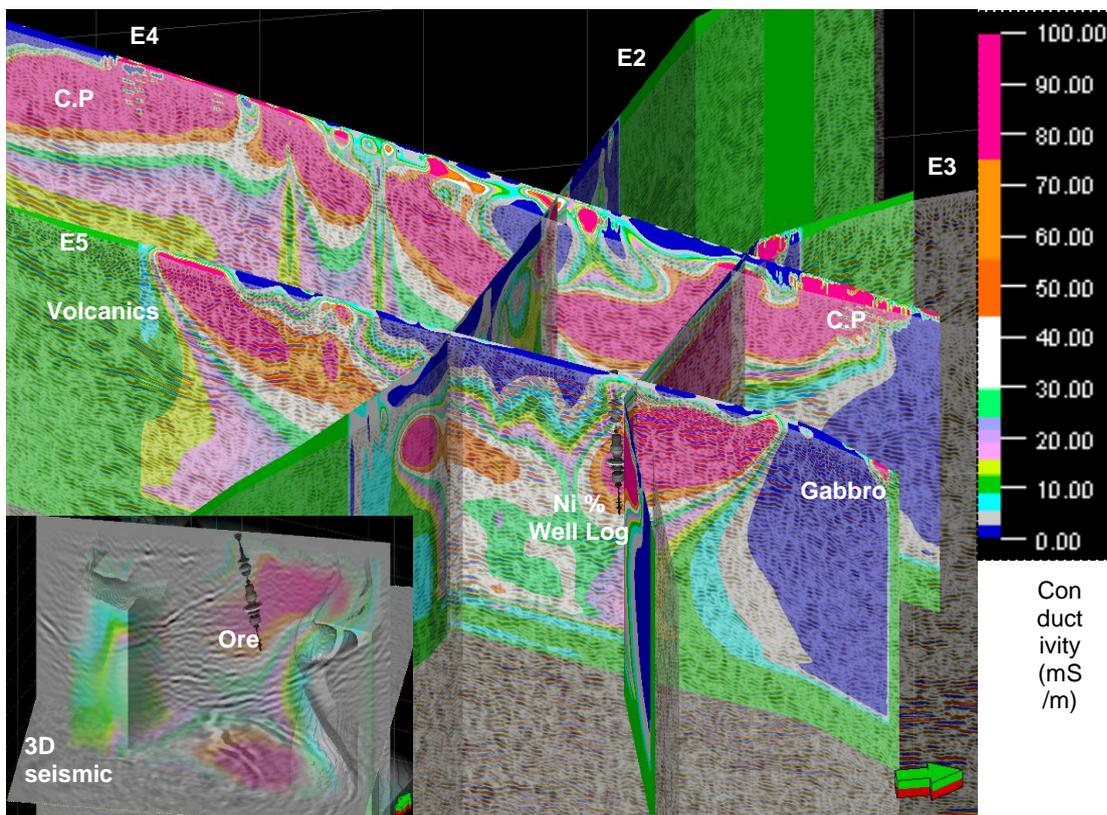 E4
E2
C.P
E3
E5
Volcanics
C.P
Gabbro
Ni %
Well Log
Ore
3D
seismic
100.00
90.00
80.00
70.00
60.00
50.00
40.00
30.00
20.00
10.00
0.00
Con
duct
ivity
(mS
/m)